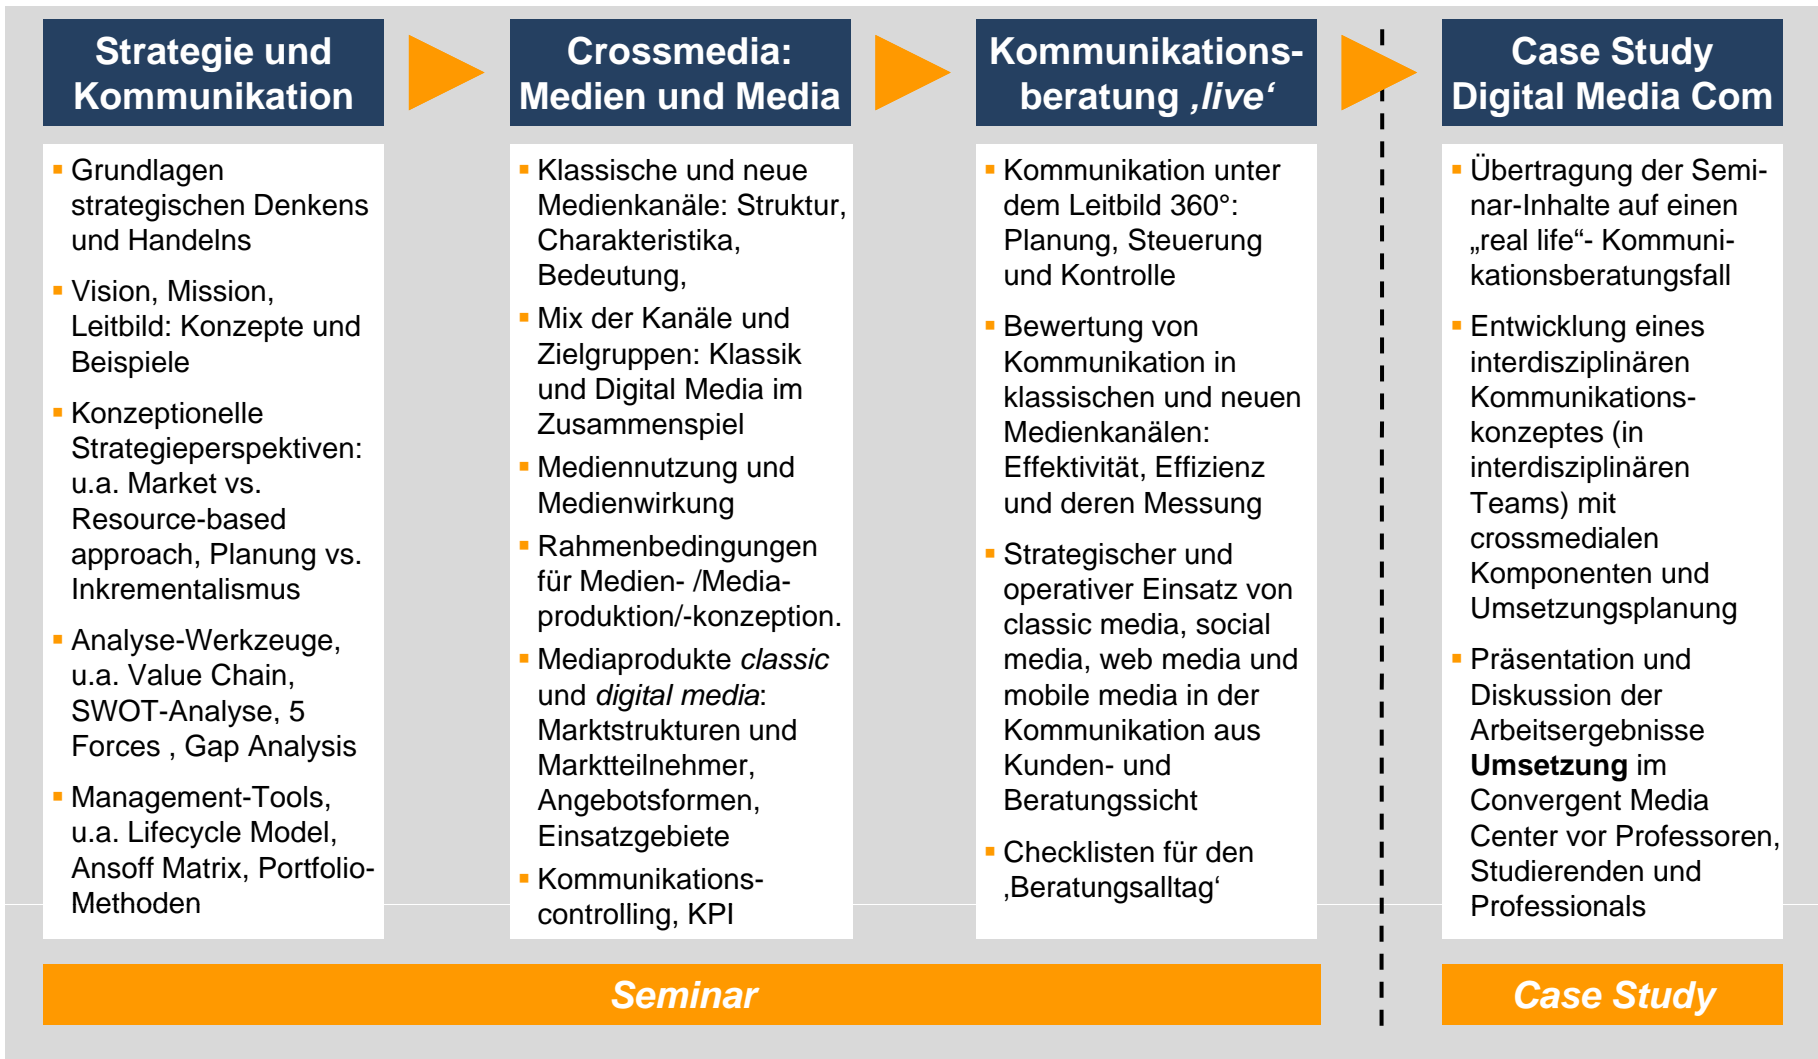 Strategie und
Kommunikation
Grundlagen
strategischen Denkens
und Handelns
Vision, Mission,
Leitbild: Konzepte und
Beispiele
Konzeptionelle
Strategieperspektiven:
u.a. Market vs.
Resource-based
approach, Planung vs.
Inkrementalismus
Analyse-Werkzeuge,
u.a. Value Chain,
SWOT-Analyse, 5
Forces , Gap Analysis
Management-Tools,
u.a. Lifecycle Model,
Ansoff Matrix, Portfolio-
Methoden
Crossmedia:
Medien und Media
Klassische und neue
Medienkanäle: Struktur,
Charakteristika,
Bedeutung,
Mix der Kanäle und
Zielgruppen: Klassik
und Digital Media im
Zusammenspiel
Mediennutzung und
Medienwirkung
Rahmenbedingungen
für Medien- /Media-
produktion/-konzeption.
Mediaprodukte classic
und digital media:
Marktstrukturen und
Marktteilnehmer,
Angebotsformen,
Einsatzgebiete
Kommunikations-
controlling, KPI
Kommunikations-
beratung ‚live‘
Kommunikation unter
dem Leitbild 360°:
Planung, Steuerung
und Kontrolle
Bewertung von
Kommunikation in
klassischen und neuen
Medienkanälen:
Effektivität, Effizienz
und deren Messung
Strategischer und
operativer Einsatz von
classic media, social
media, web media und
mobile media in der
Kommunikation aus
Kunden- und
Beratungssicht
Checklisten für den
‚Beratungsalltag‘
Case Study
Digital Media Com
Übertragung der Semi-
nar-Inhalte auf einen
„real life“- Kommuni-
kationsberatungsfall
Entwicklung eines
interdisziplinären
Kommunikations-
konzeptes (in
interdisziplinären
Teams) mit
crossmedialen
Komponenten und
Umsetzungsplanung
Präsentation und
Diskussion der
Arbeitsergebnisse
Umsetzung im
Convergent Media
Center vor Professoren,
Studierenden und
Professionals
Seminar
Case Study